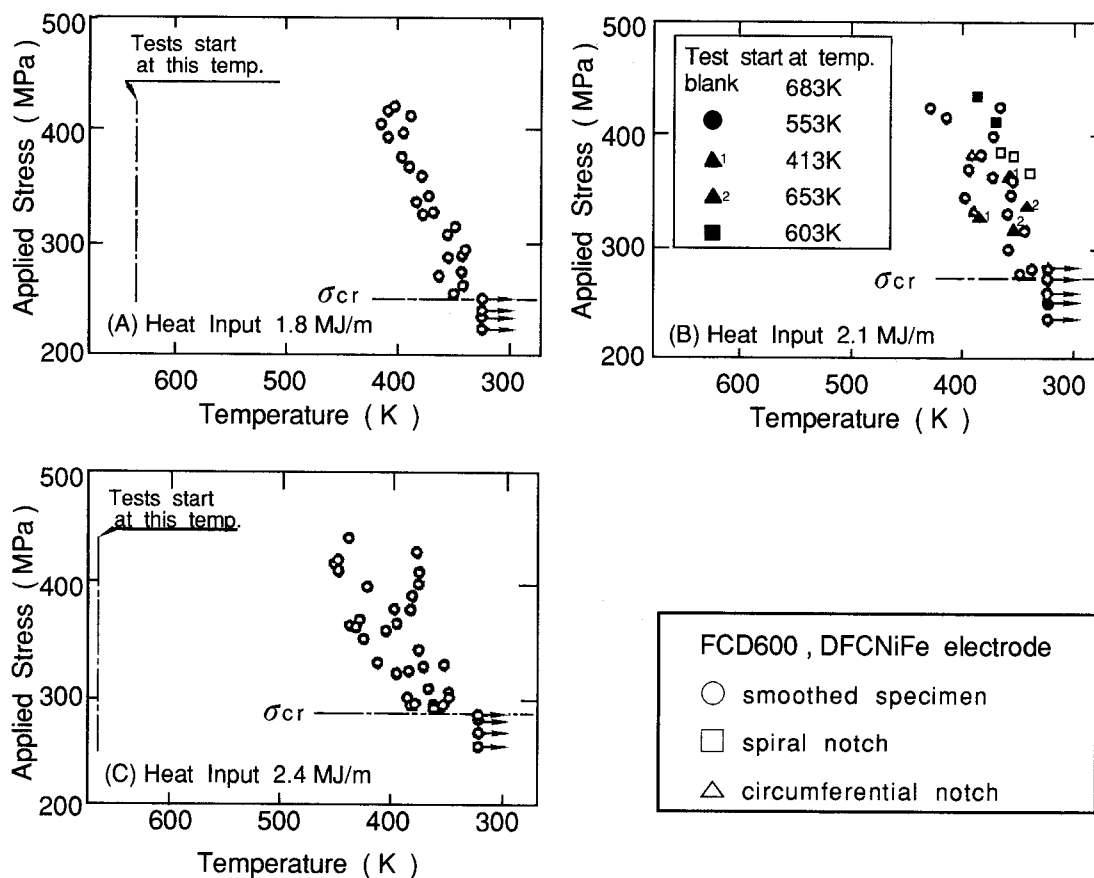 500
400
300
200
Applied Stress (MPa)
Tests start
at this temp.
σcr
(A) Heat Input 1.8 MJ/m
600 500 400 300
Temperature (K)
500
400
300
200
Applied Stress (MPa)
Test start at temp.
blank 683K
553K
1 413K
2 653K
603K
1
2
1
2
σcr
(B) Heat Input 2.1 MJ/m
600 500 400 300
Temperature (K)
500
400
300
200
Applied Stress (MPa)
Tests start
at this temp.
σcr
(C) Heat Input 2.4 MJ/m
600 500 400 300
Temperature (K)
FCD600 , DFCNiFe electrode
smoothed specimen
spiral notch
circumferential notch